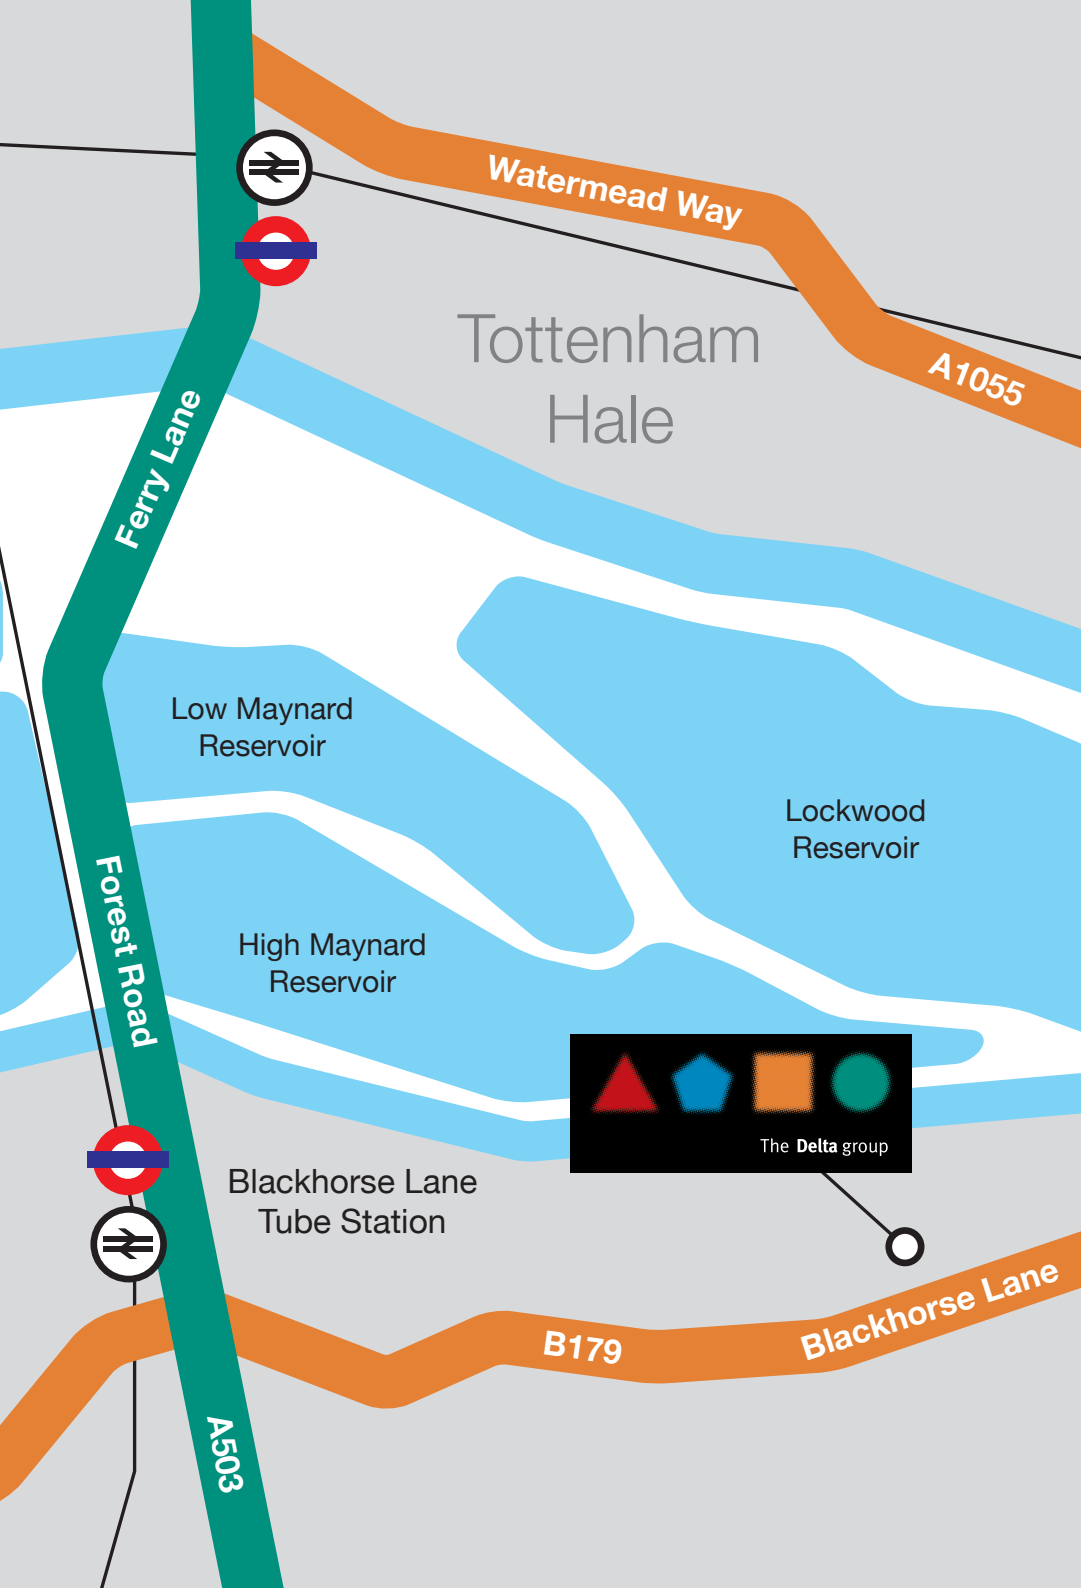 Watermead Way
A1055
Tottenham
Hale
Ferry Lane
Low Maynard
Reservoir
Lockwood
Reservoir
Forest Road
High Maynard
Reservoir
The Delta group
Blackhorse Lane
Tube Station
Blackhorse Lane
B179
A503